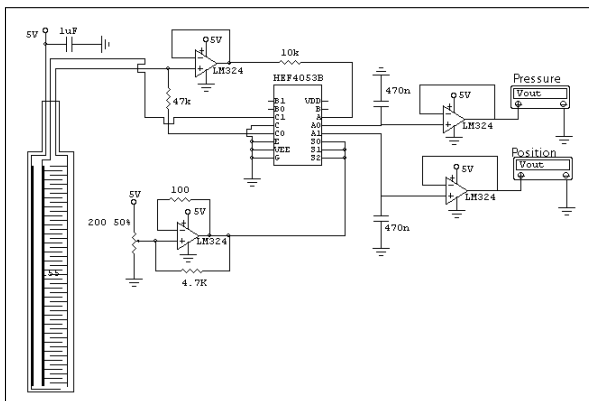 5V 1uF
5V
LM324
10k
HEF4053B
47k
B1 VDD
B0 B
C1 A
C A0
C0 A1
E S0
VEE S1
G S2
470n
5V
LM324
Pressure
Vout
5V
LM324
Position
Vout
470n
5V
200 50%
100
5V
LM324
4.7K